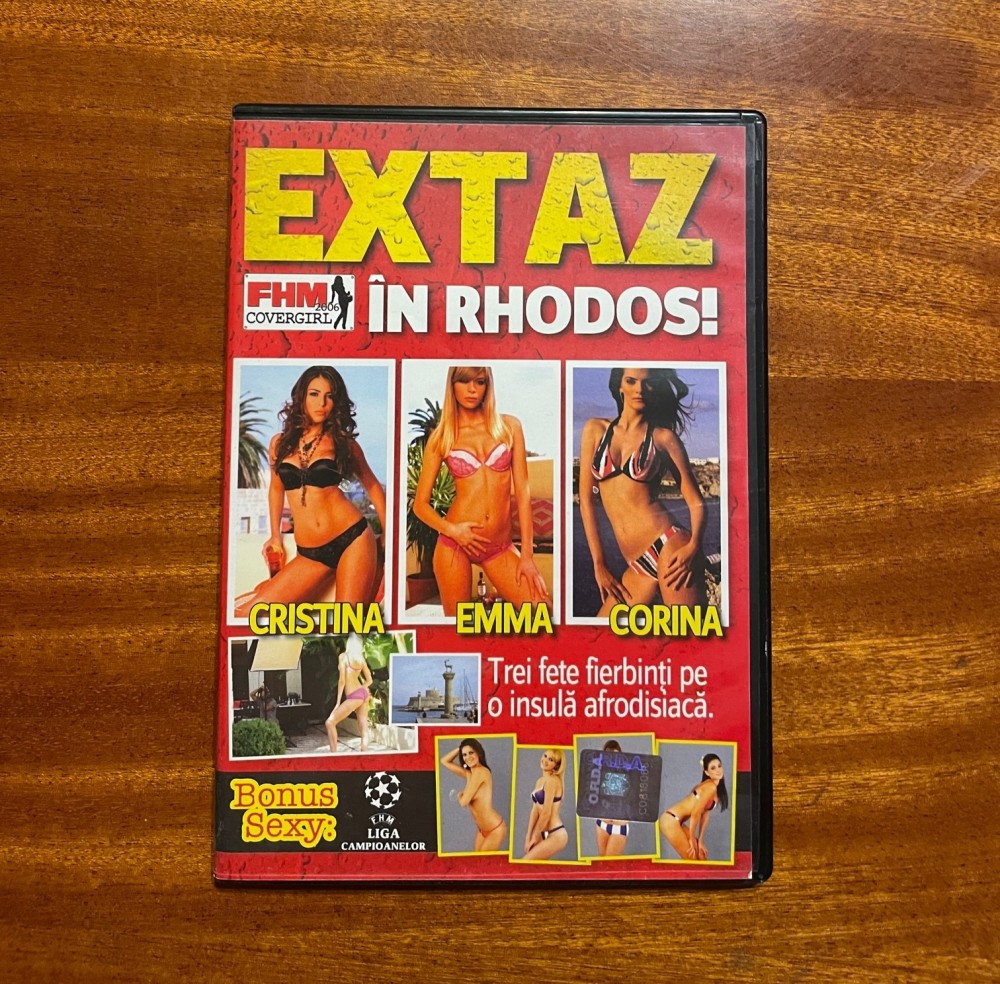 EXTAZ
FHM
2006
COVERGIRL
ÎN RHODOS!
CRISTINA
EMMA
CORINA
Trei fete fierbinți pe
o insulă afrodisiacă.
Bonus
Sexy:
FHM
LIGA
CAMPIOANELOR
O.R.D.A.